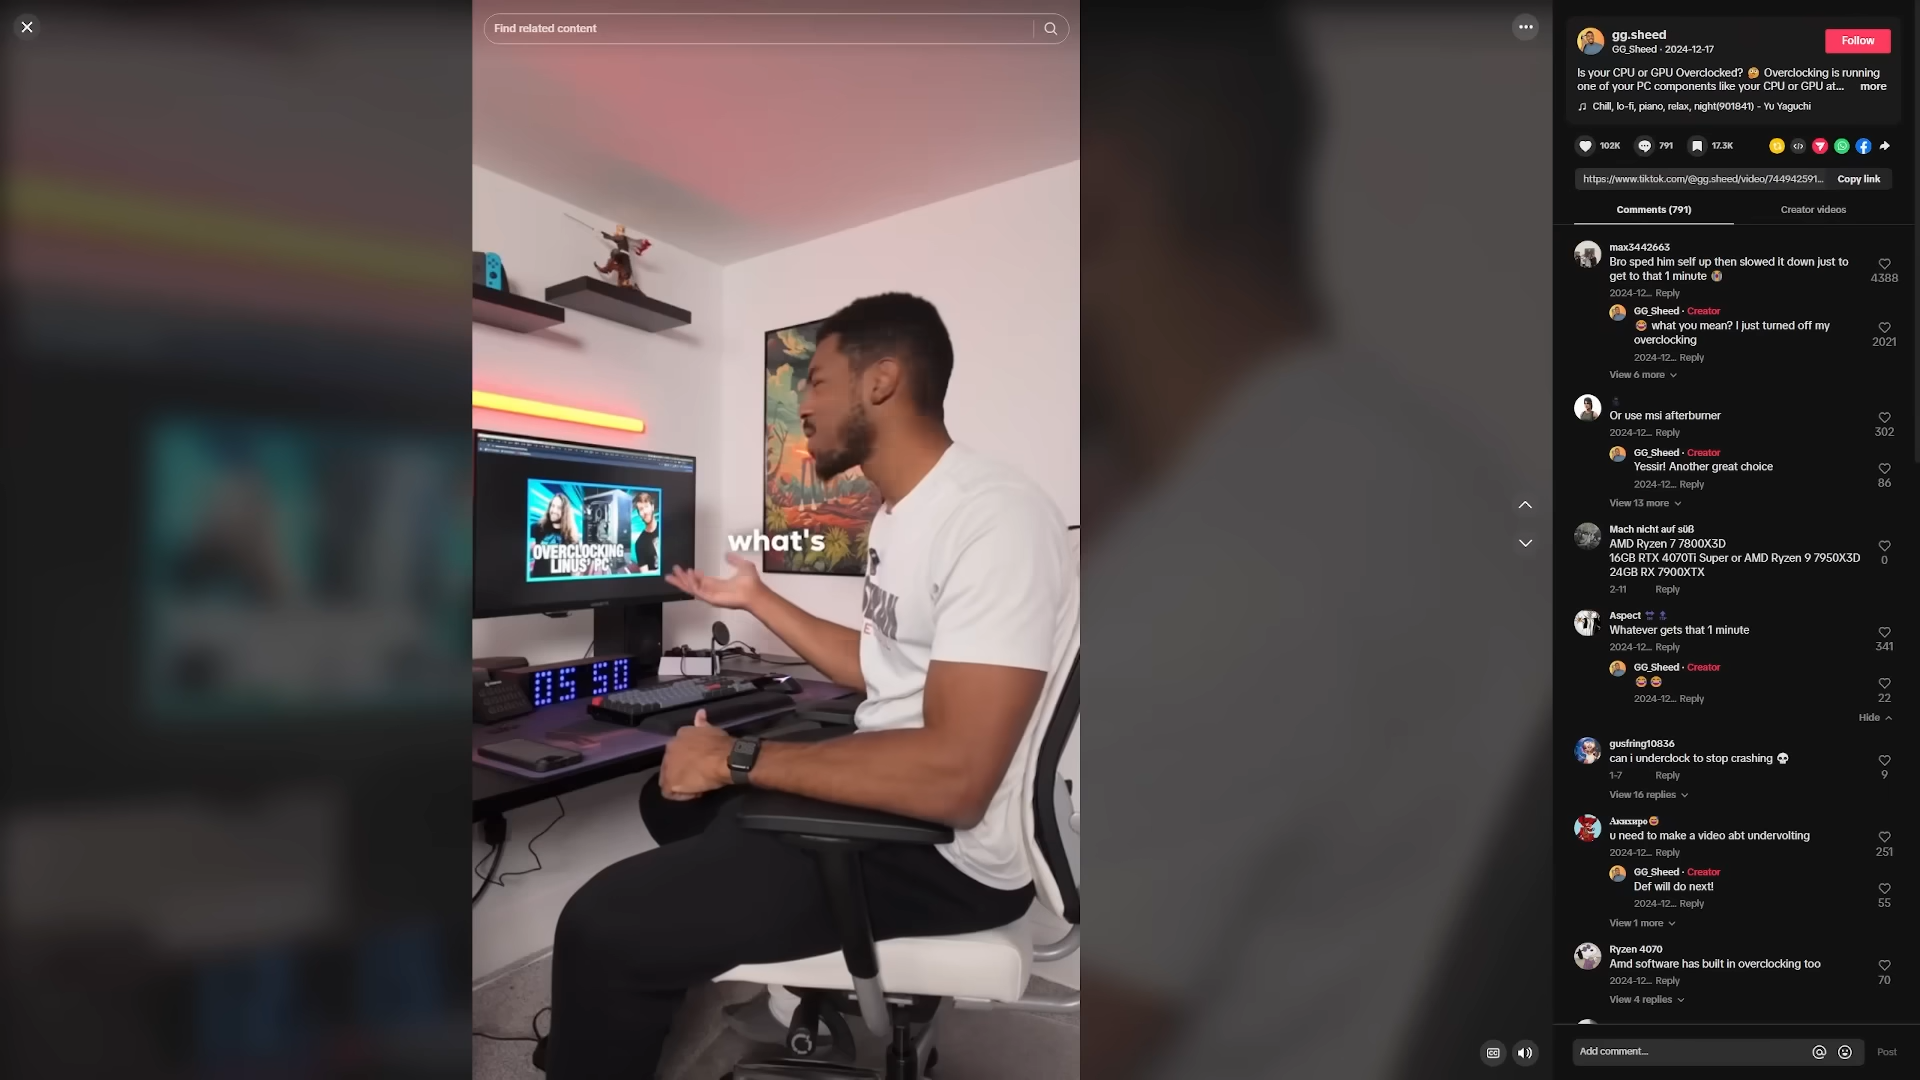 Find related content
OVERCLOCKING
LINUS' PC
what's
05 50
gg.sheed
GG_Sheed · 2024-12-17
Follow
Is your CPU or GPU Overclocked? 🤔 Overclocking is running
one of your PC components like your CPU or GPU at... more
Chill, lo-fi, piano, relax, night(901841) - Yu Yaguchi
102K
791
17.3K
https://www.tiktok.com/@gg.sheed/video/744942591...
Copy link
Comments (791)
Creator videos
max3442663
Bro sped him self up then slowed it down just to
get to that 1 minute 😭
4388
2024-12... Reply
GG_Sheed · Creator
😂 what you mean? I just turned off my
overclocking
2021
2024-12... Reply
View 6 more
Or use msi afterburner
302
2024-12... Reply
GG_Sheed · Creator
Yessir! Another great choice
86
2024-12... Reply
View 13 more
Mach nicht auf süß
AMD Ryzen 7 7800X3D
16GB RTX 4070Ti Super or AMD Ryzen 9 7950X3D
24GB RX 7900XTX
0
2-11 Reply
Aspect
Whatever gets that 1 minute
341
2024-12... Reply
GG_Sheed · Creator
😂😂
22
2024-12... Reply
Hide
gusfring10836
can i underclock to stop crashing 💀
9
1-7 Reply
View 16 replies
Акихиро
u need to make a video abt undervolting
251
2024-12... Reply
GG_Sheed · Creator
Def will do next!
55
2024-12... Reply
View 1 more
Ryzen 4070
Amd software has built in overclocking too
70
2024-12... Reply
View 4 replies
Add comment...
Post